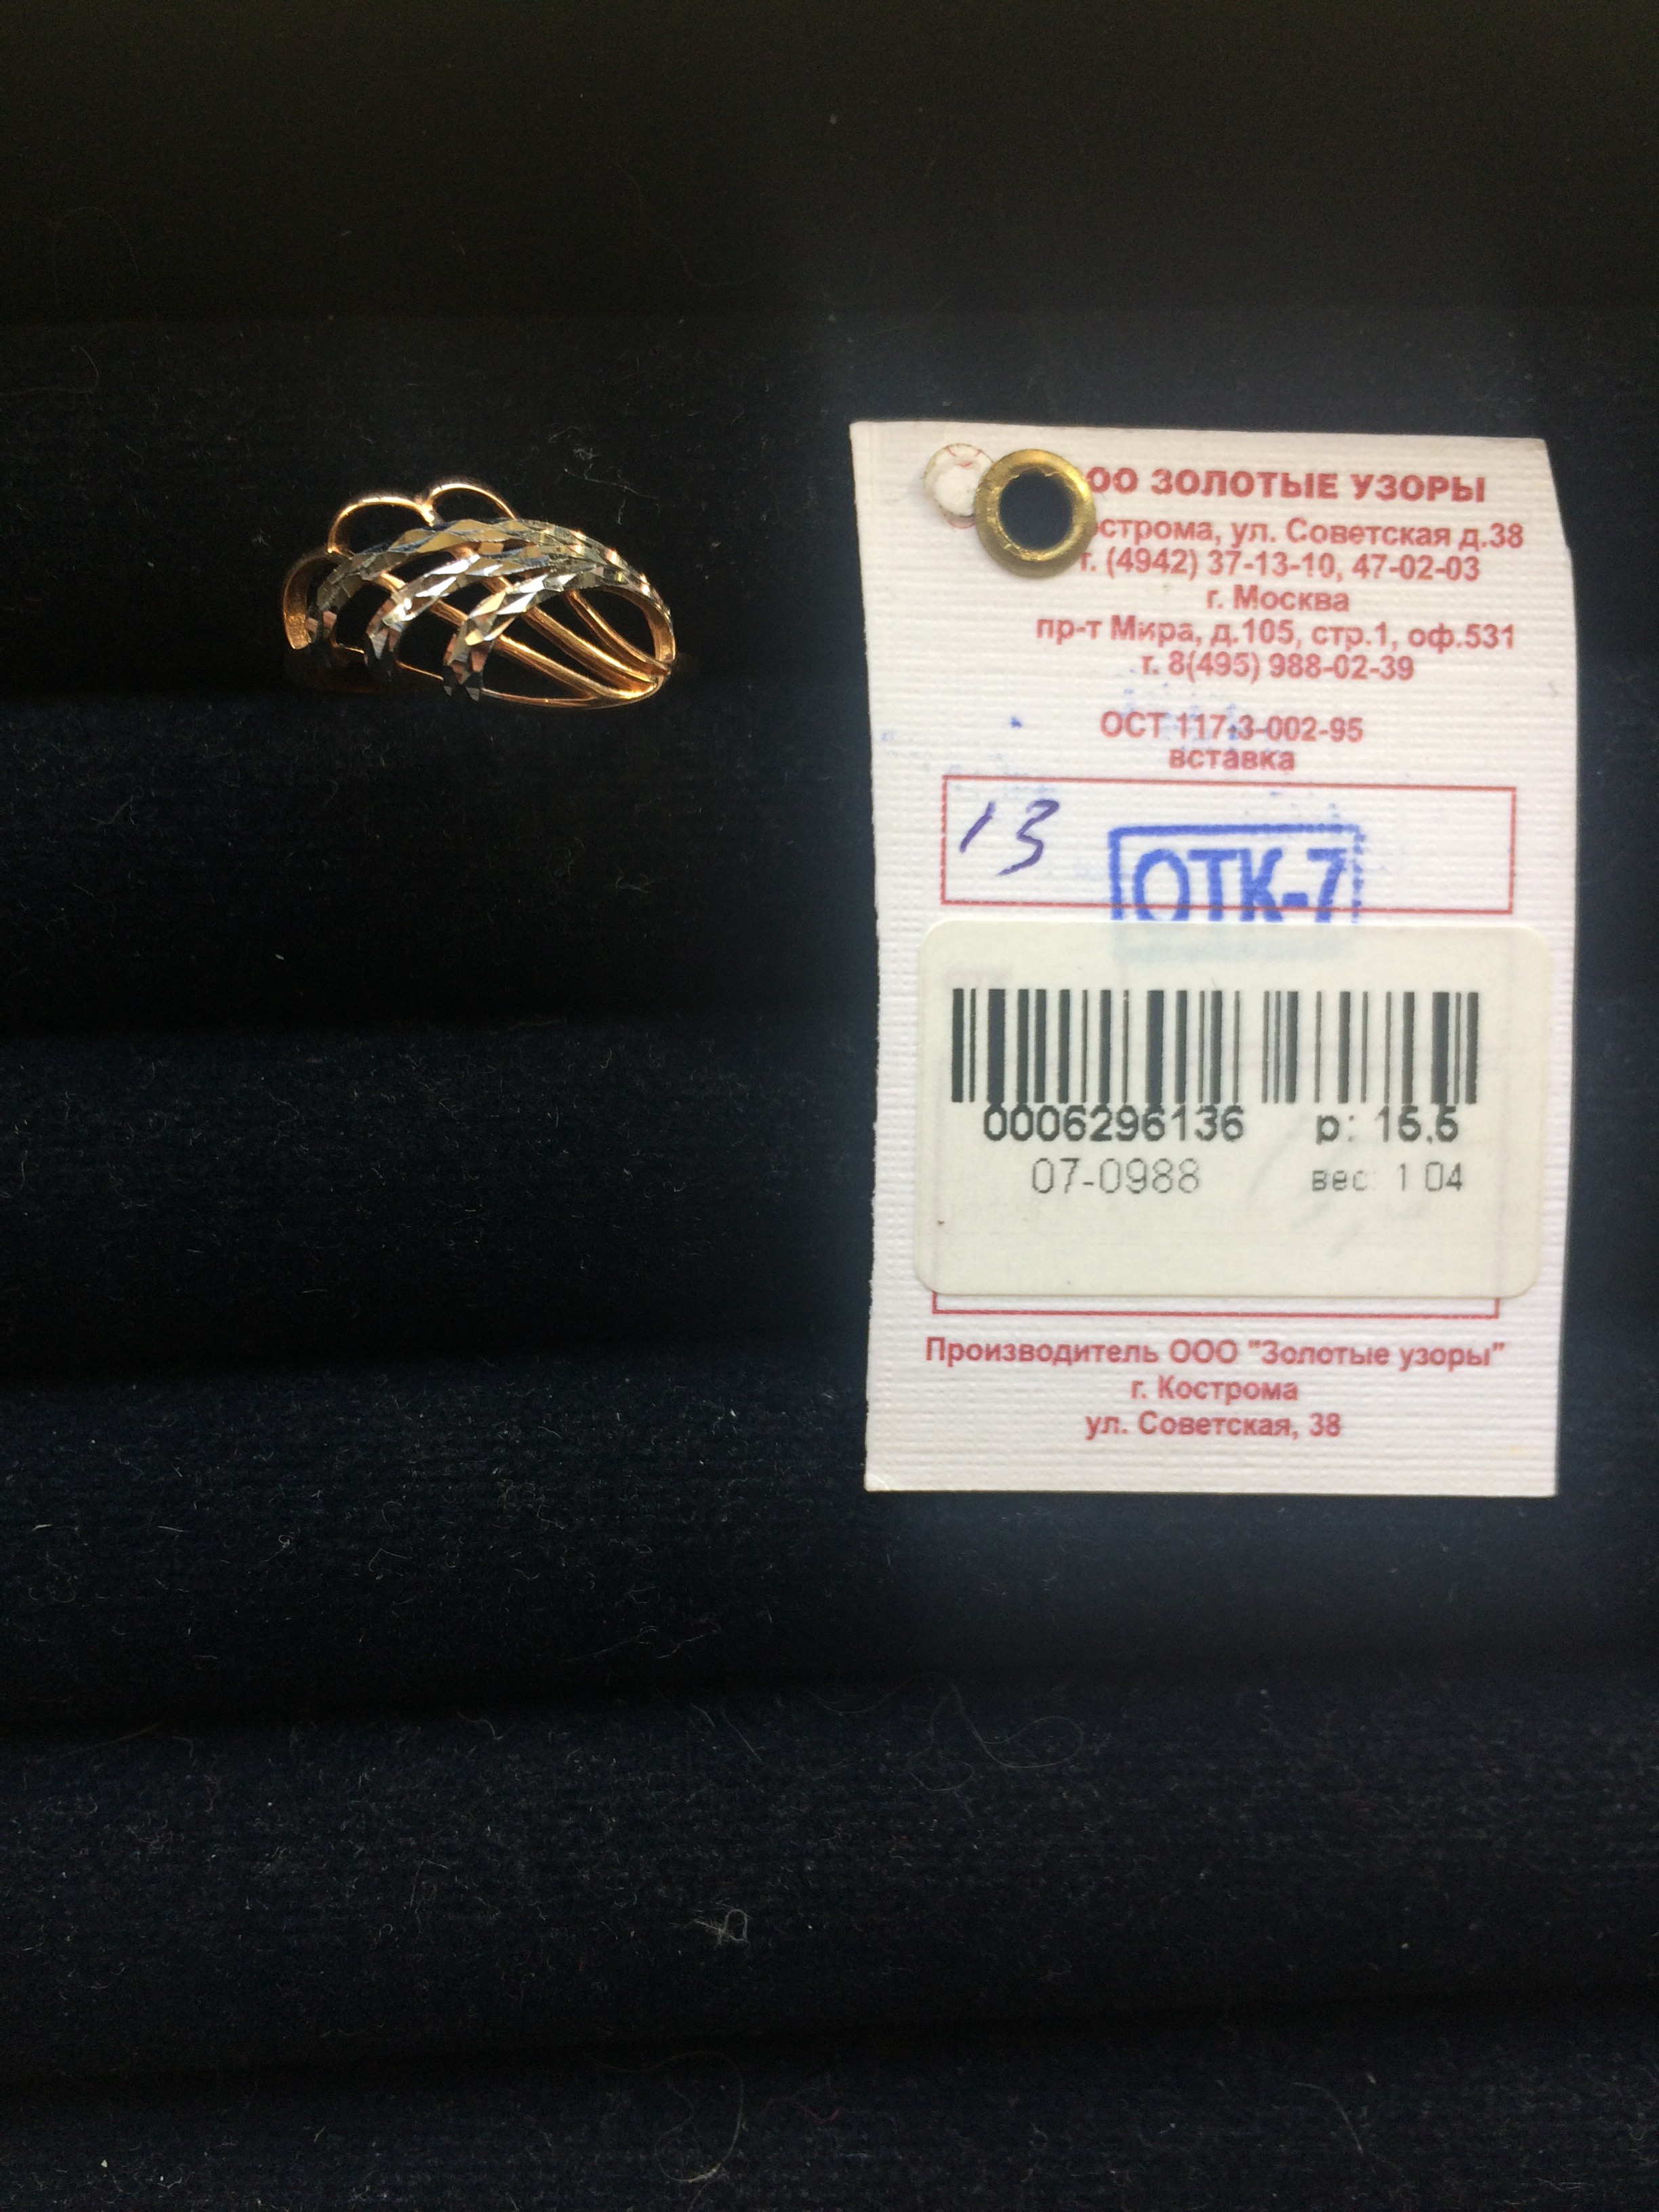 ОО ЗОЛОТЫЕ УЗОРЫ
острома, ул. Советская д.38
т. (4942) 37-13-10, 47-02-03
г. Москва
пр-т Мира, д.105, стр.1, оф.531
т. 8(495) 988-02-39
ОСТ 117-3-002-95
вставка
13
ОТК-7
0006296136 р: 15,5
07-0988 вес: 1.04
Производитель ООО "Золотые узоры"
г. Кострома
ул. Советская, 38